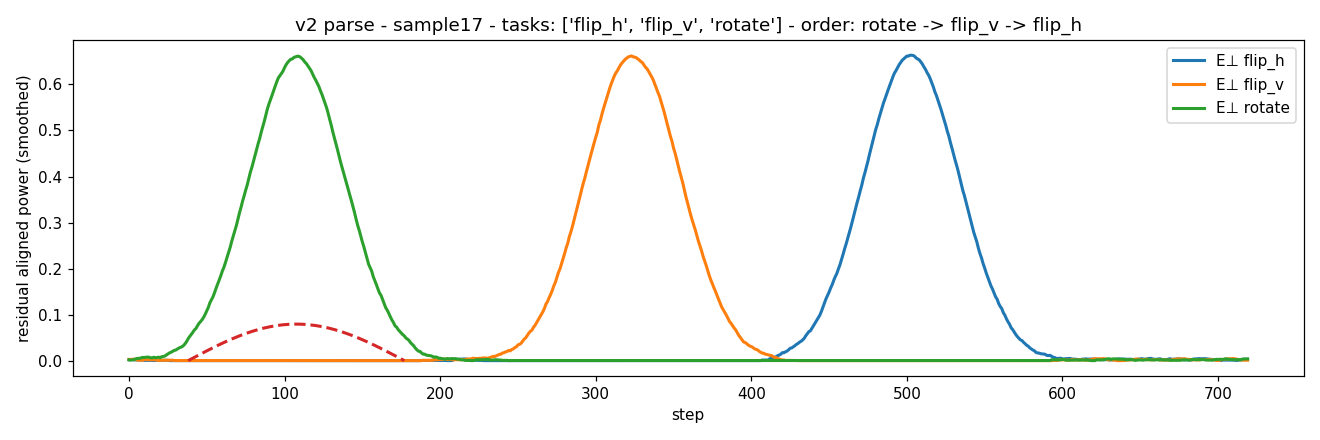 v2 parse - sample17 - tasks: ['flip_h', 'flip_v', 'rotate'] - order: rotate -> flip_v -> flip_h
E⊥ flip_h
E⊥ flip_v
E⊥ rotate
residual aligned power (smoothed)
0.6
0.5
0.4
0.3
0.2
0.1
0.0
0 100 200 300 400 500 600 700
step